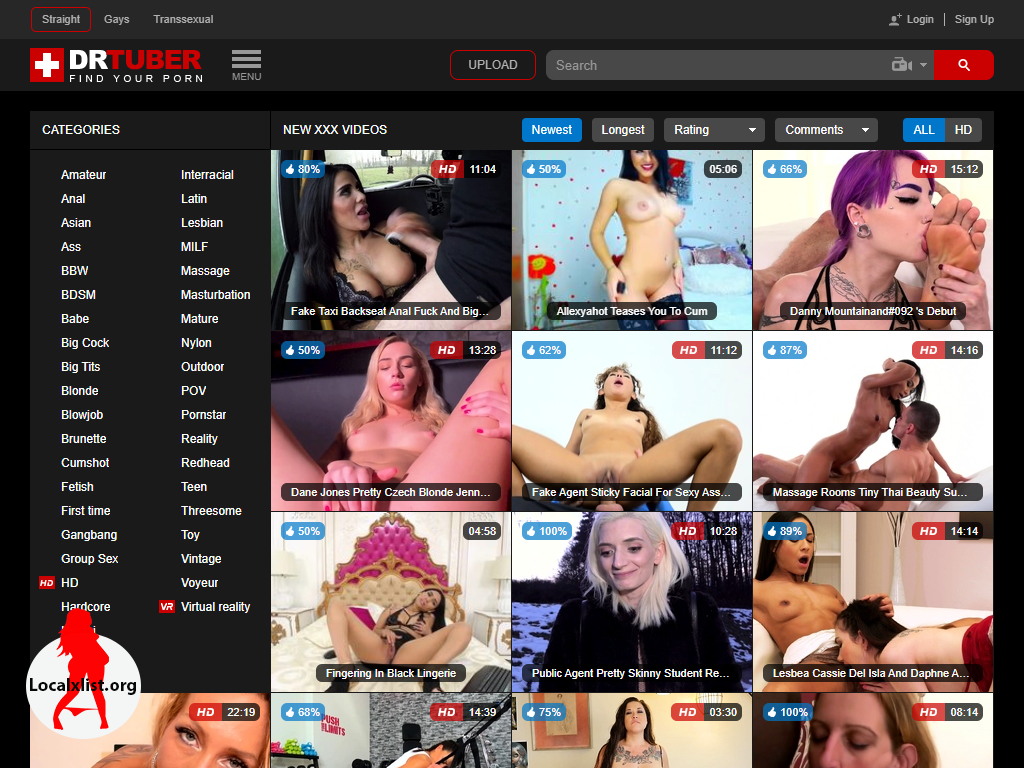 Straight Gays Transsexual Login Sign Up
DRTUBER
FIND YOUR PORN
MENU
UPLOAD
Search
CATEGORIES
Amateur
Anal
Asian
Ass
BBW
BDSM
Babe
Big Cock
Big Tits
Blonde
Blowjob
Brunette
Cumshot
Fetish
First time
Gangbang
Group Sex
HD HD
Hardcore
Interracial
Latin
Lesbian
MILF
Massage
Masturbation
Mature
Nylon
Outdoor
POV
Pornstar
Reality
Redhead
Teen
Threesome
Toy
Vintage
Voyeur
VR Virtual reality
Localxlist.org
NEW XXX VIDEOS Newest Longest Rating Comments ALL HD
80% HD 11:04
Fake Taxi Backseat Anal Fuck And Big...
50% 05:06
Allexyahot Teases You To Cum
66% HD 15:12
Danny Mountainand#092 's Debut
50% HD 13:28
Dane Jones Pretty Czech Blonde Jenn...
62% HD 11:12
Fake Agent Sticky Facial For Sexy Ass...
87% HD 14:16
Massage Rooms Tiny Thai Beauty Su...
50% 04:58
Fingering In Black Lingerie
100% HD 10:28
Public Agent Pretty Skinny Student Re...
89% HD 14:14
Lesbea Cassie Del Isla And Daphne A...
HD 22:19
68% HD 14:39
PUSH
LIMITS
75% HD 03:30
100% HD 08:14